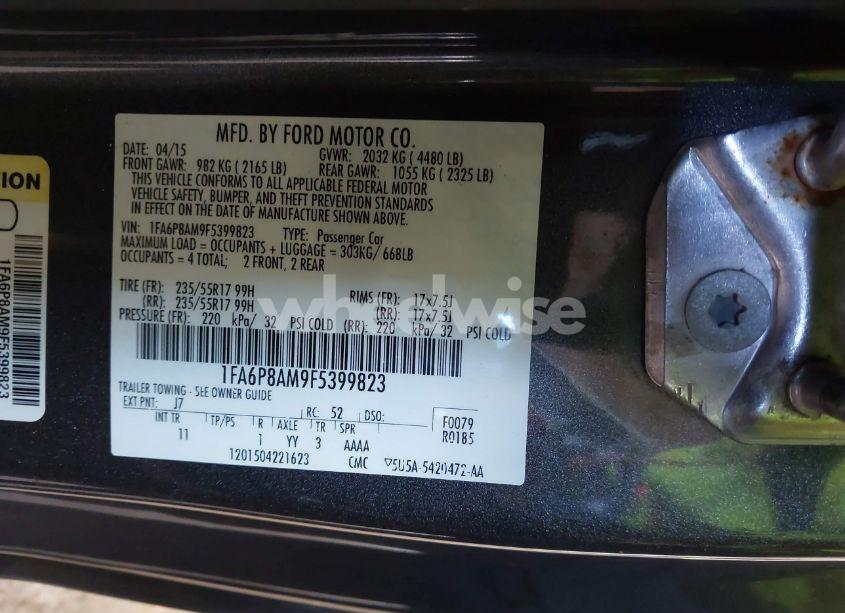 MFD. BY FORD MOTOR CO.
DATE: 04/15 GVWR: 2032 KG ( 4480 LB)
FRONT GAWR: 982 KG ( 2165 LB) REAR GAWR: 1055 KG ( 2325 LB)
THIS VEHICLE CONFORMS TO ALL APPLICABLE FEDERAL MOTOR
VEHICLE SAFETY, BUMPER, AND THEFT PREVENTION STANDARDS
IN EFFECT ON THE DATE OF MANUFACTURE SHOWN ABOVE.
VIN: 1FA6P8AM9F5399823 TYPE: Passenger Car
MAXIMUM LOAD = OCCUPANTS + LUGGAGE = 303KG/ 668LB
OCCUPANTS = 4 TOTAL; 2 FRONT, 2 REAR
TIRE (FR): 235/55R17 99H RIMS (FR): 17x7.5J
(RR): 235/55R17 99H (RR): 17x7.5J
PRESSURE (FR): 220 kPa/ 32 PSI COLD (RR): 220 kPa/32 PSI COLD
1FA6P8AM9F5399823
TRAILER TOWING - SEE OWNER GUIDE
EXT PNT: J7 RC: 52 DSO: F0079
INT TR TP/PS R AXLE TR SPR R0185
11 1 YY 3 AAAA
1201504221623 CMC ▽5U5A-5420472-AA
TION
1FA6P8AM9F5399823
wheelwise